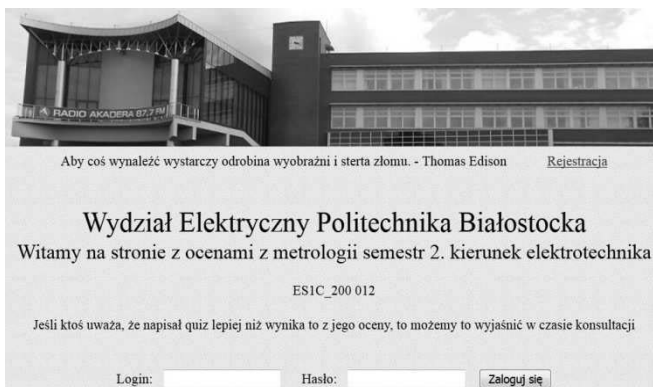 RADIO AKADERA 87,7 FM
Aby coś wynaleźć wystarczy odrobina wyobraźni i sterta złomu. - Thomas Edison Rejestracja
Wydział Elektryczny Politechnika Białostocka
Witamy na stronie z ocenami z metrologii semestr 2. kierunek elektrotechnika
ES1C_200 012
Jeśli ktoś uważa, że napisał quiz lepiej niż wynika to z jego oceny, to możemy to wyjaśnić w czasie konsultacji
Login: Hasło: Zaloguj się